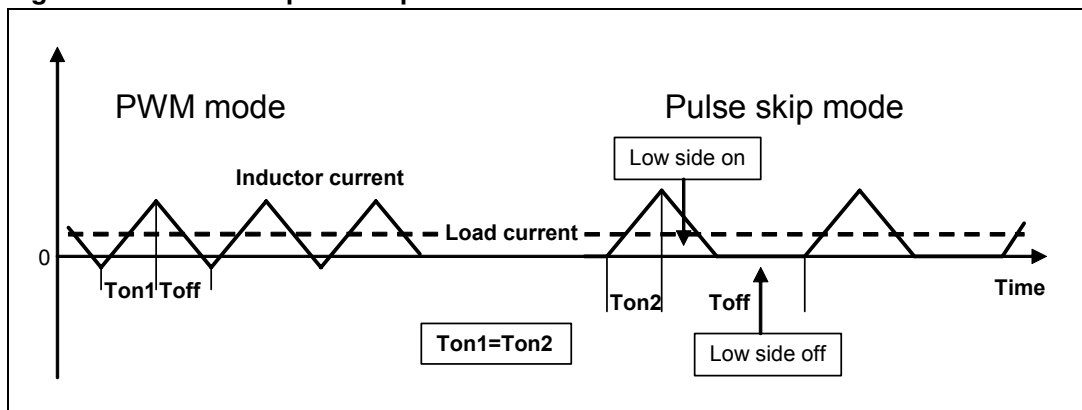 PWM mode
Pulse skip mode
Low side on
Inductor current
Load current
0
Ton1 Toff
Ton2
Toff
Time
Ton1=Ton2
Low side off